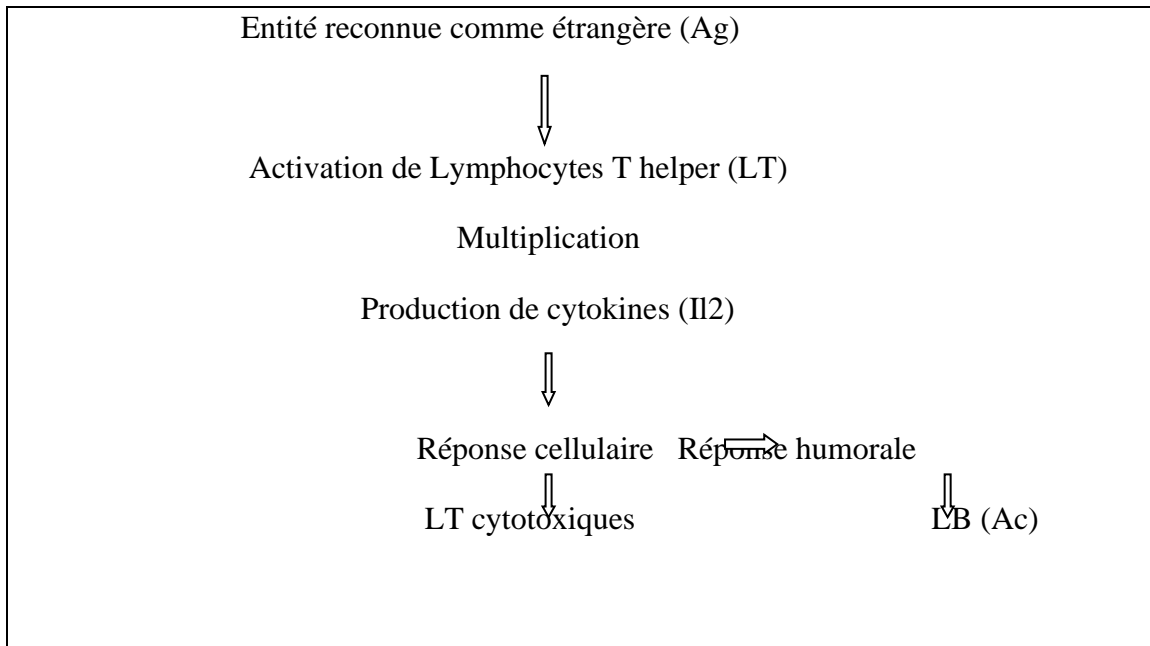 Entité reconnue comme étrangère (Ag)
Activation de Lymphocytes T helper (LT)
Multiplication
Production de cytokines (Il2)
Réponse cellulaire Réponse humorale
LT cytotoxiques LB (Ac)